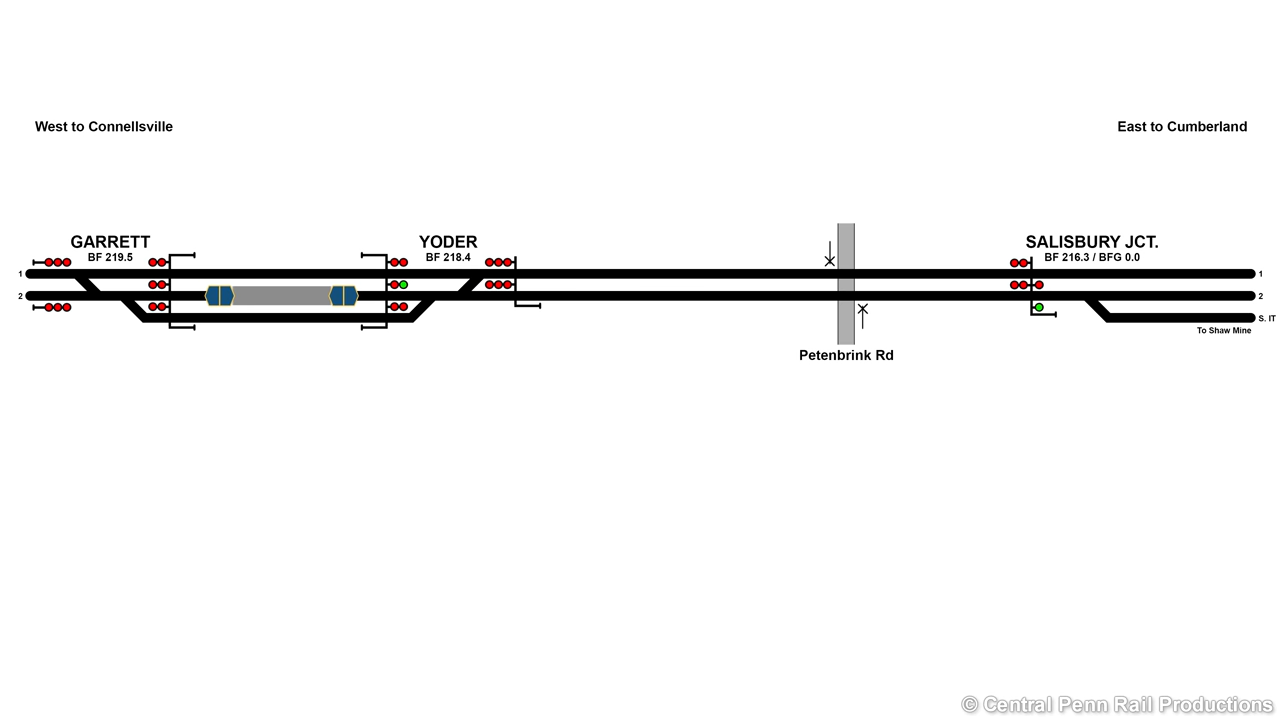 West to Connellsville
East to Cumberland
GARRETT
BF 219.5
YODER
BF 218.4
SALISBURY JCT.
BF 216.3 / BFG 0.0
1
1
2
2
S. IT
To Shaw Mine
Petenbrink Rd
© Central Penn Rail Productions